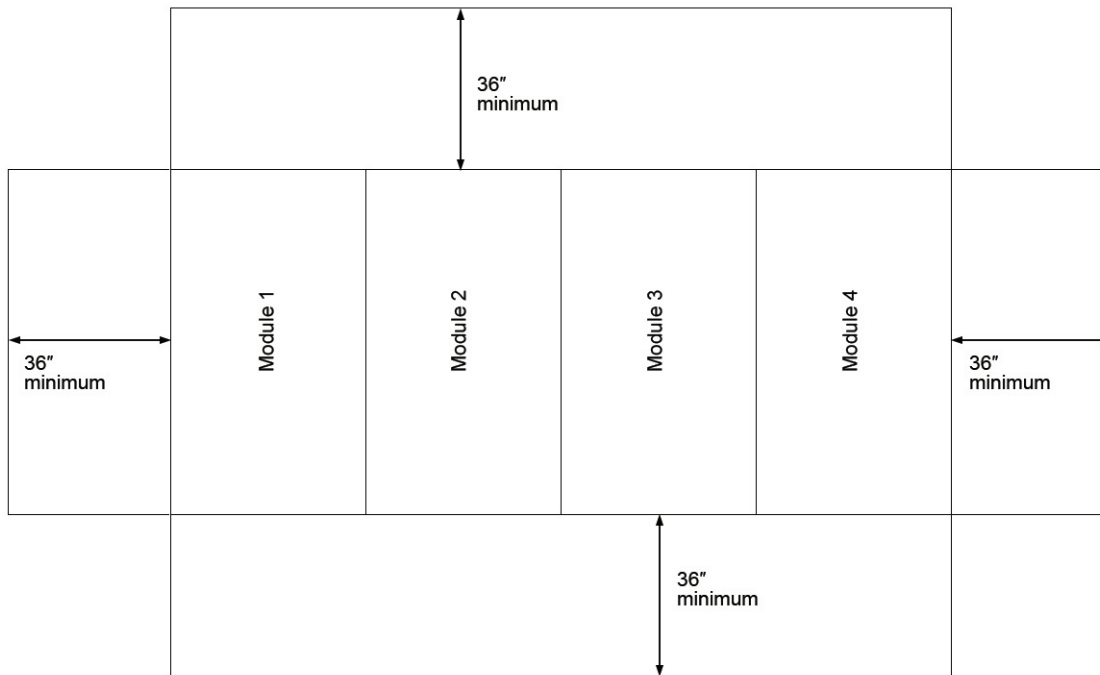 36″
minimum
Module 1
Module 2
Module 3
Module 4
36″
minimum
36″
minimum
36″
minimum